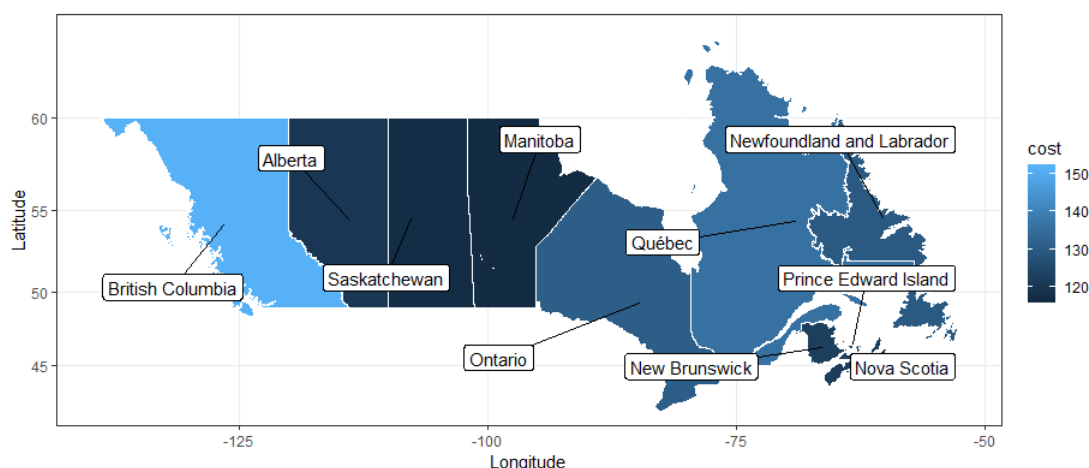 60
55
50
45
Latitude
Manitoba
Newfoundland and Labrador
Alberta
Québec
British Columbia
Saskatchewan
Prince Edward Island
Ontario
New Brunswick
Nova Scotia
-125
-100
-75
-50
Longitude
cost
150
140
130
120